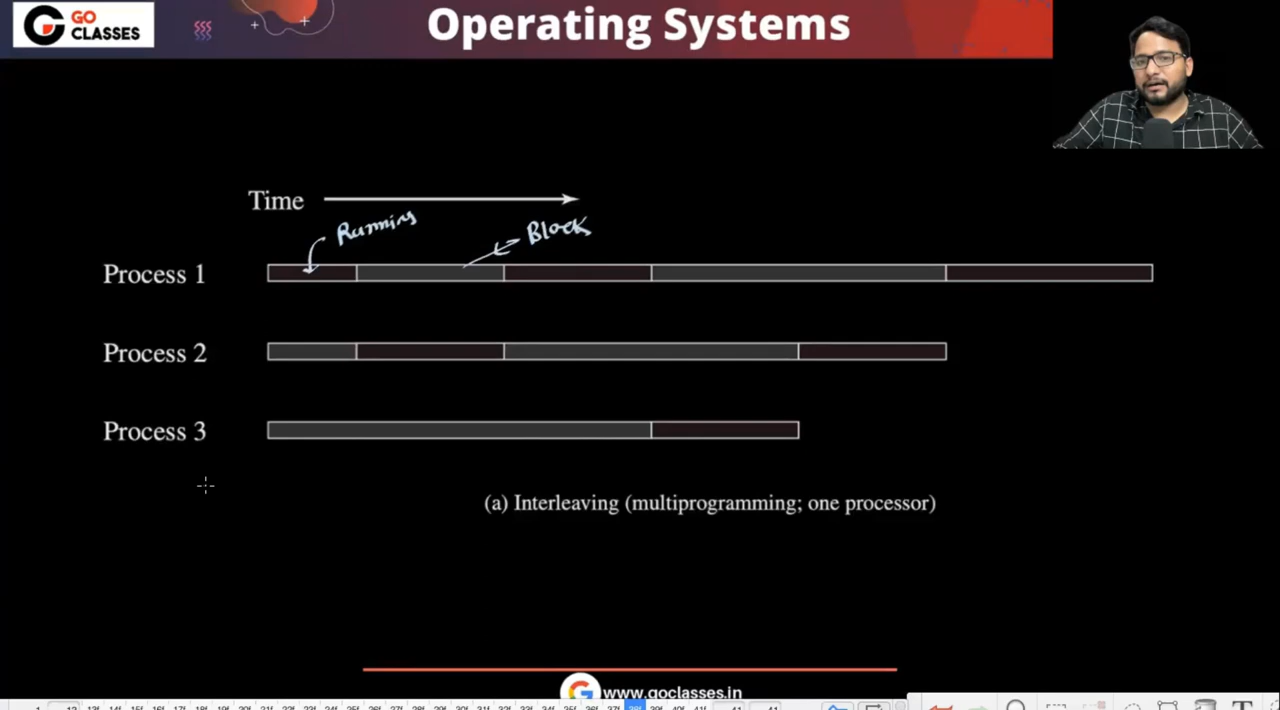 GO
CLASSES
Operating Systems
Time
Running
Block
Process 1
Process 2
Process 3
(a) Interleaving (multiprogramming; one processor)
www.goclasses.in